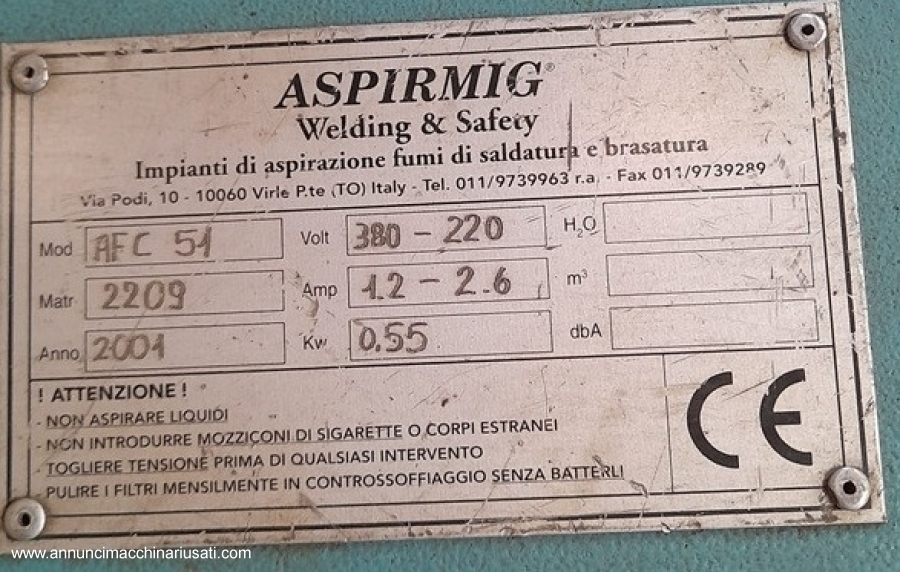 ASPIRMIG®
Welding & Safety
Impianti di aspirazione fumi di saldatura e brasatura
Via Podi, 10 - 10060 Virle P.te (TO) Italy - Tel. 011/9739963 r.a. - Fax 011/9739289
Mod AFC 51 Volt 380 - 220 H₂O
Matr 2209 Amp 1.2 - 2.6 m³
Anno 2001 Kw 0.55 dbA
! ATTENZIONE !
- NON ASPIRARE LIQUIDI
- NON INTRODURRE MOZZICONI DI SIGARETTE O CORPI ESTRANEI
- TOGLIERE TENSIONE PRIMA DI QUALSIASI INTERVENTO
- PULIRE I FILTRI MENSILMENTE IN CONTROSSOFFIAGGIO SENZA BATTERLI
CE
www.annuncimacchinariusati.com